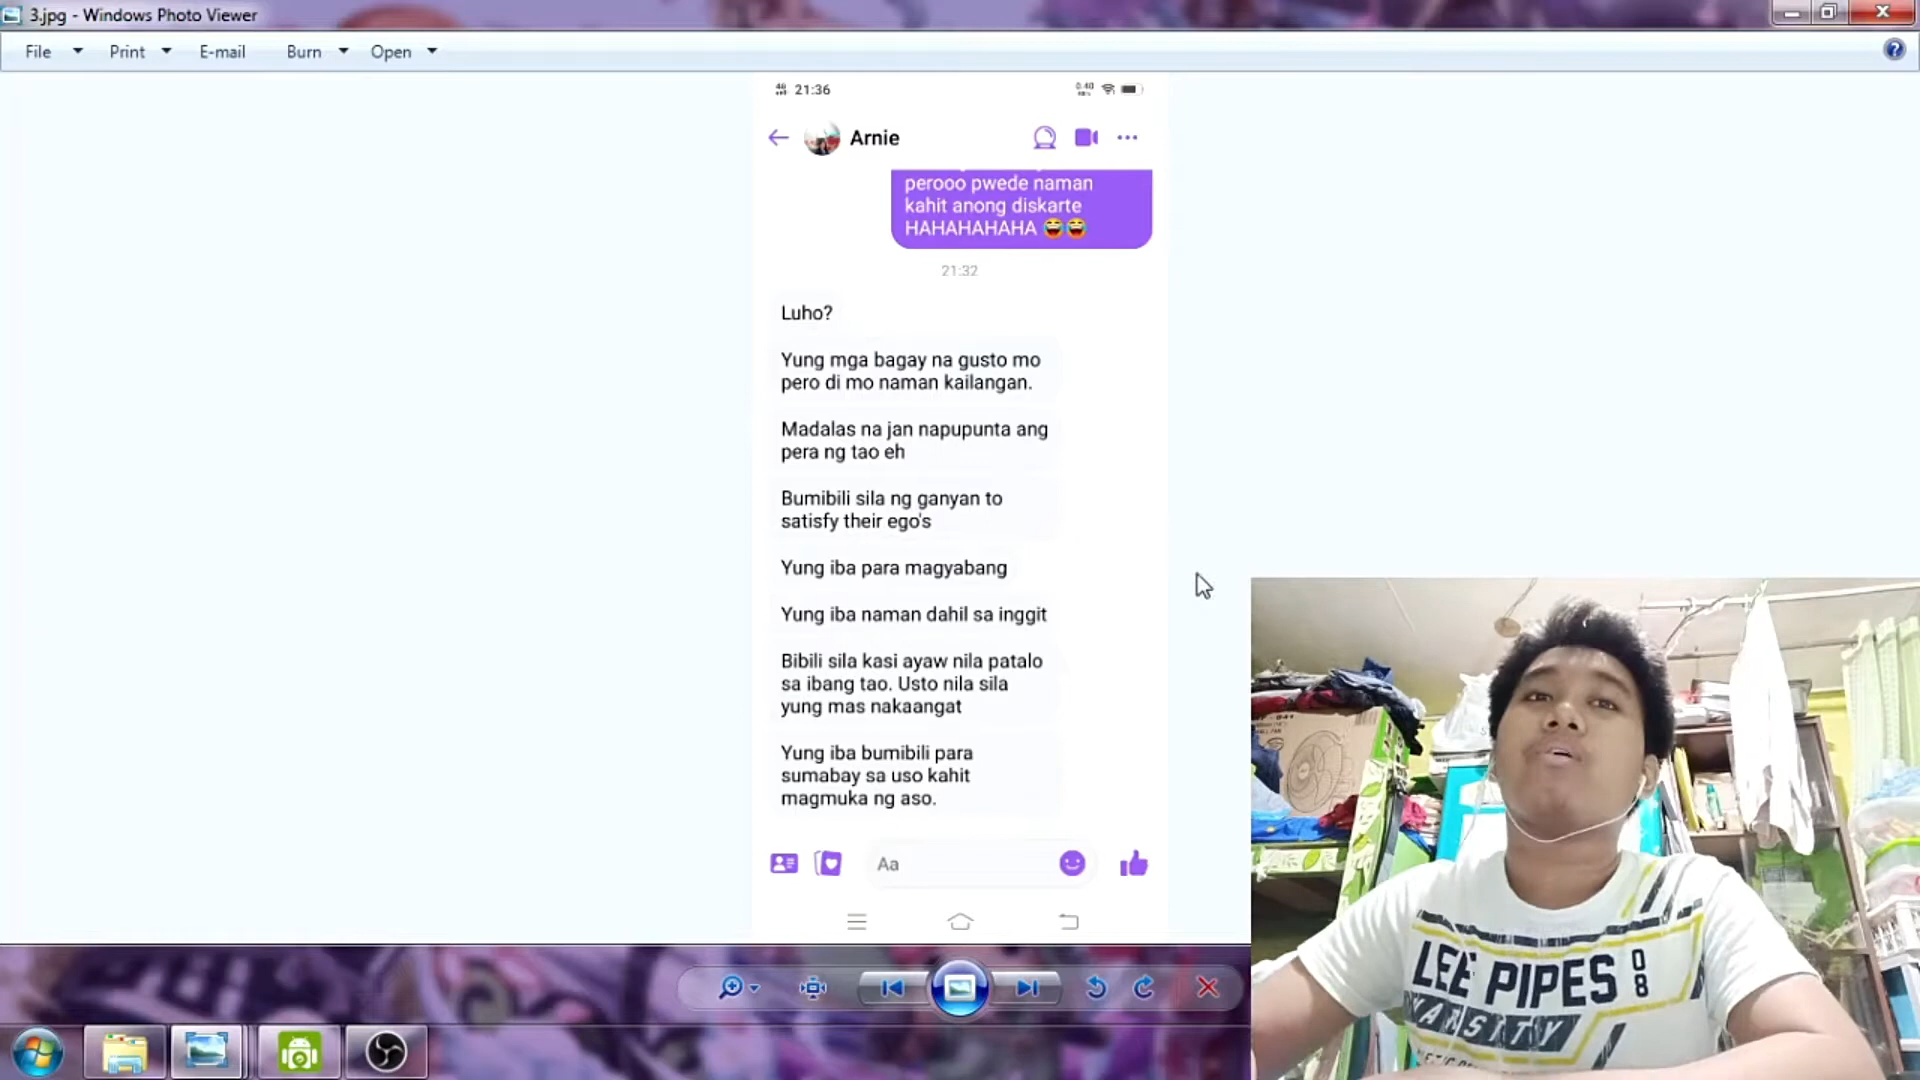 3.jpg - Windows Photo Viewer
File
Print
E-mail
Burn
Open
4G 21:36
0.40
Arnie
perooo pwede naman
kahit anong diskarte
HAHAHAHAHA 😂😂
21:32
Luho?
Yung mga bagay na gusto mo
pero di mo naman kailangan.
Madalas na jan napupunta ang
pera ng tao eh
Bumibili sila ng ganyan to
satisfy their ego's
Yung iba para magyabang
Yung iba naman dahil sa inggit
Bibili sila kasi ayaw nila patalo
sa ibang tao. Usto nila sila
yung mas nakaangat
Yung iba bumibili para
sumabay sa uso kahit
magmuka ng aso.
Aa
LEE PIPES 08
VARSITY